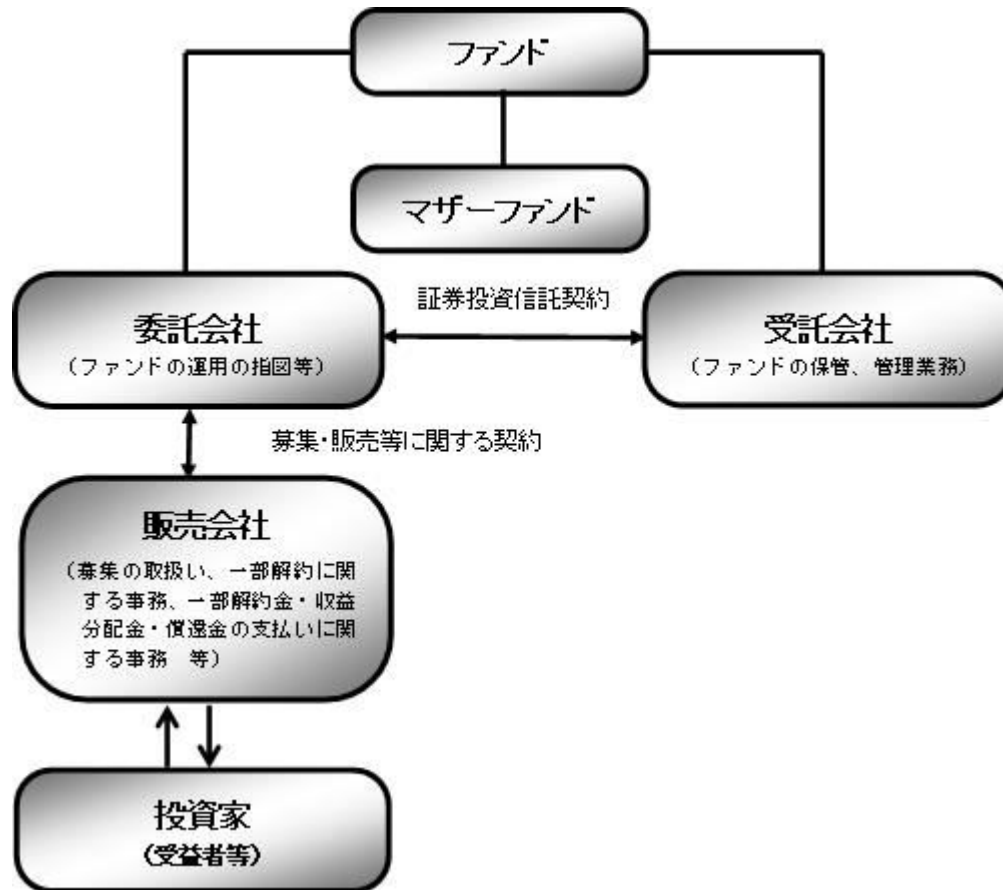 ファンド
マザーファンド
証券投資信託契約
委託会社
（ファンドの運用の指図等）
受託会社
（ファンドの保管、管理業務）
募集・販売等に関する契約
販売会社
（募集の取扱い、一部解約に関
する事務、一部解約金・収益
分配金・償還金の支払いに関
する事務　等）
投資家
（受益者等）